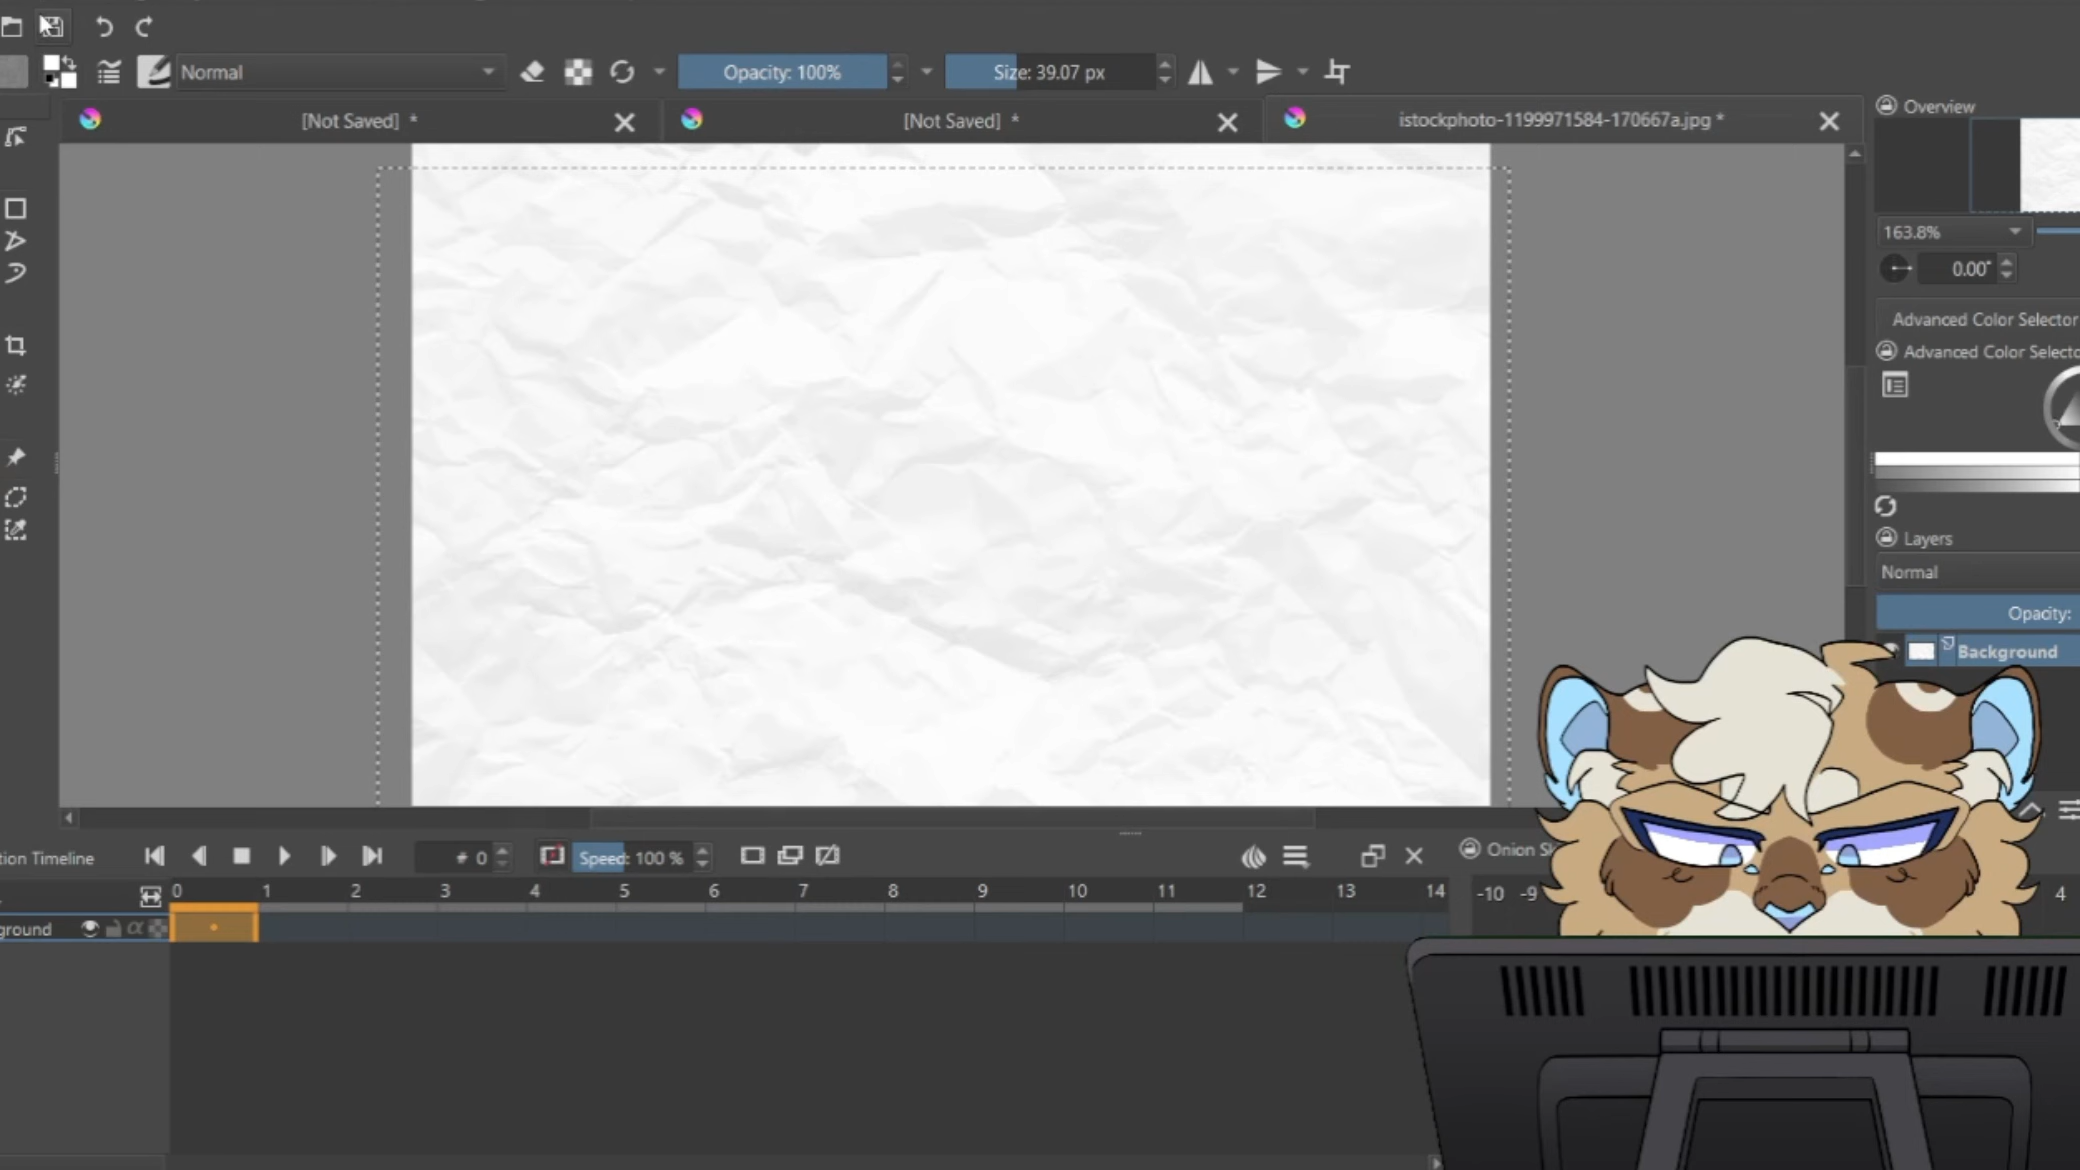 Normal
Opacity: 100%
Size: 39.07 px
[Not Saved] *
[Not Saved] *
istockphoto-1199971584-170667a.jpg *
Overview
163.8%
0.00°
Advanced Color Selector
Advanced Color Selecto
Layers
Normal
Opacity:
Background
tion Timeline
# 0
Speed: 100 %
Onion Sk
0 1 2 3 4 5 6 7 8 9 10 11 12 13 14
-10 -9
4
ground